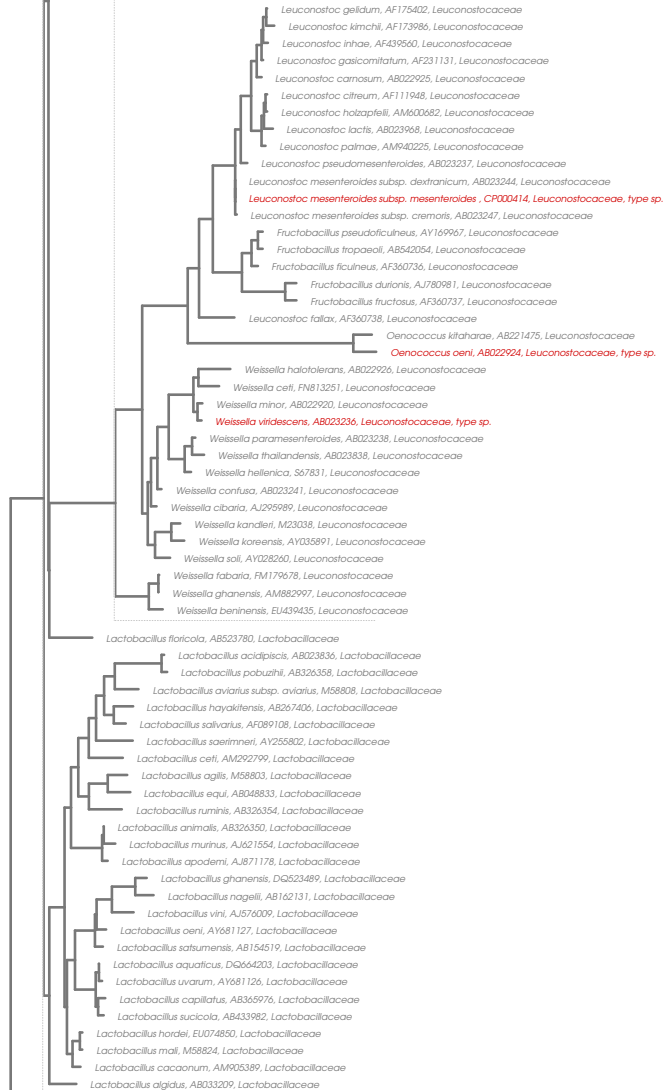 Leuconostoc gelidum, AF175402, Leuconostocaceae
Leuconostoc kimchii, AF173986, Leuconostocaceae
Leuconostoc inhae, AF439560, Leuconostocaceae
Leuconostoc gasicomitatum, AF231131, Leuconostocaceae
Leuconostoc carnosum, AB022925, Leuconostocaceae
Leuconostoc citreum, AF111948, Leuconostocaceae
Leuconostoc holzapfelii, AM600682, Leuconostocaceae
Leuconostoc lactis, AB023968, Leuconostocaceae
Leuconostoc palmae, AM940225, Leuconostocaceae
Leuconostoc pseudomesenteroides, AB023237, Leuconostocaceae
Leuconostoc mesenteroides subsp. dextranicum, AB023244, Leuconostocaceae
Leuconostoc mesenteroides subsp. mesenteroides , CP000414, Leuconostocaceae, type sp.
Leuconostoc mesenteroides subsp. cremoris, AB023247, Leuconostocaceae
Fructobacillus pseudoficulneus, AY169967, Leuconostocaceae
Fructobacillus tropaeoli, AB542054, Leuconostocaceae
Fructobacillus ficulneus, AF360736, Leuconostocaceae
Fructobacillus durionis, AJ780981, Leuconostocaceae
Fructobacillus fructosus, AF360737, Leuconostocaceae
Leuconostoc fallax, AF360738, Leuconostocaceae
Oenococcus kitaharae, AB221475, Leuconostocaceae
Oenococcus oeni, AB022924, Leuconostocaceae, type sp.
Weissella halotolerans, AB022926, Leuconostocaceae
Weissella ceti, FN813251, Leuconostocaceae
Weissella minor, AB022920, Leuconostocaceae
Weissella viridescens, AB023236, Leuconostocaceae, type sp.
Weissella paramesenteroides, AB023238, Leuconostocaceae
Weissella thailandensis, AB023838, Leuconostocaceae
Weissella hellenica, S67831, Leuconostocaceae
Weissella confusa, AB023241, Leuconostocaceae
Weissella cibaria, AJ295989, Leuconostocaceae
Weissella kandleri, M23038, Leuconostocaceae
Weissella koreensis, AY035891, Leuconostocaceae
Weissella soli, AY028260, Leuconostocaceae
Weissella fabaria, FM179678, Leuconostocaceae
Weissella ghanensis, AM882997, Leuconostocaceae
Weissella beninensis, EU439435, Leuconostocaceae
Lactobacillus floricola, AB523780, Lactobacillaceae
Lactobacillus acidipiscis, AB023836, Lactobacillaceae
Lactobacillus pobuzihii, AB326358, Lactobacillaceae
Lactobacillus aviarius subsp. aviarius, M58808, Lactobacillaceae
Lactobacillus hayakitensis, AB267406, Lactobacillaceae
Lactobacillus salivarius, AF089108, Lactobacillaceae
Lactobacillus saerimneri, AY255802, Lactobacillaceae
Lactobacillus ceti, AM292799, Lactobacillaceae
Lactobacillus agilis, M58803, Lactobacillaceae
Lactobacillus equi, AB048833, Lactobacillaceae
Lactobacillus ruminis, AB326354, Lactobacillaceae
Lactobacillus animalis, AB326350, Lactobacillaceae
Lactobacillus murinus, AJ621554, Lactobacillaceae
Lactobacillus apodemi, AJ871178, Lactobacillaceae
Lactobacillus ghanensis, DQ523489, Lactobacillaceae
Lactobacillus nagelii, AB162131, Lactobacillaceae
Lactobacillus vini, AJ576009, Lactobacillaceae
Lactobacillus oeni, AY681127, Lactobacillaceae
Lactobacillus satsumensis, AB154519, Lactobacillaceae
Lactobacillus aquaticus, DQ664203, Lactobacillaceae
Lactobacillus uvarum, AY681126, Lactobacillaceae
Lactobacillus capillatus, AB365976, Lactobacillaceae
Lactobacillus sucicola, AB433982, Lactobacillaceae
Lactobacillus hordei, EU074850, Lactobacillaceae
Lactobacillus mali, M58824, Lactobacillaceae
Lactobacillus cacaonum, AM905389, Lactobacillaceae
Lactobacillus algidus, AB033209, Lactobacillaceae